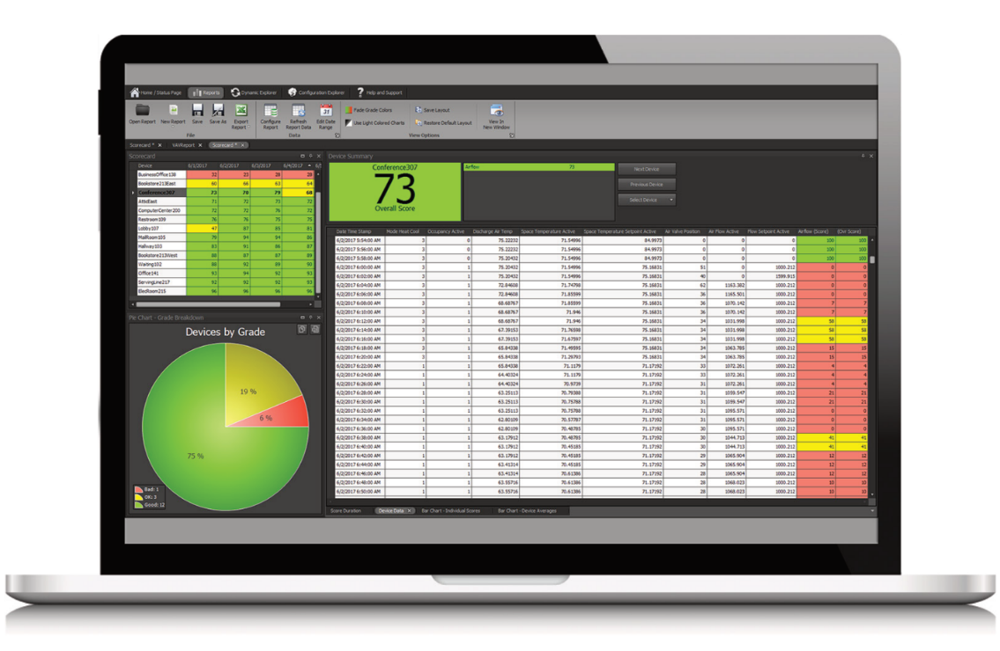 Home / Status Page Reports Dynamic Explorer Configuration Explorer ? Help and Support
Open Report New Report Save Save As Export Report Configure Report Refresh Report Data Edit Date Range Fade Grade Colors Use Light Colored Charts Save Layout Restore Default Layout View In New Window
File Data View Options
Scorecard * x VAVReport x Scorecard * x
Scorecard
Device 6/1/2017 6/2/2017 6/3/2017 6/4/2017 6/5
BusinessOffice138 32 23 28 28
Bookstore213East 60 66 63 64
Conference307 73 70 79 68
AtticEast 71 72 73 72
ComputerCenter200 72 72 76 72
Restroom109 76 76 75 75
Lobby107 47 87 85 81
MailRoom105 79 94 94 86
Hallway103 83 91 86 87
Bookstore213West 88 87 87 89
Waiting102 88 92 89 90
Office141 93 94 92 93
ServingLine217 92 92 92 93
ElecRoom215 96 96 96 96
Pie Chart - Grade Breakdown
Devices by Grade
19 %
6 %
75 %
Bad: 1
OK: 3
Good: 12
Device Summary
Conference307
73
Overall Score
Airflow 73
Next Device
Previous Device
Select Device
Date Time Stamp Mode Heat Cool Occupancy Active Discharge Air Temp Space Temperature Active Space Temperature Setpoint Active Air Valve Position Air Flow Active Flow Setpoint Active Airflow (Score) (Ovr Score)
6/2/2017 5:54:00 AM 3 0 75.22232 71.54996 84.9973 0 0 0 100 100
6/2/2017 5:56:00 AM 3 0 75.22232 71.54996 84.9973 0 0 0 100 100
6/2/2017 5:58:00 AM 3 0 75.20432 71.54996 84.9973 0 0 0 100 100
6/2/2017 6:00:00 AM 3 1 75.20432 71.54996 75.16831 51 0 1000.212 0 0
6/2/2017 6:02:00 AM 3 1 75.20432 71.54996 75.16831 40 0 1599.915 0 0
6/2/2017 6:04:00 AM 3 1 72.84608 71.74798 75.16831 62 1163.382 1000.212 0 0
6/2/2017 6:06:00 AM 3 1 72.84608 71.85599 75.16831 36 1165.501 1000.212 0 0
6/2/2017 6:08:00 AM 3 1 68.68767 71.85599 75.16831 36 1070.142 1000.212 7 7
6/2/2017 6:10:00 AM 3 1 68.68767 71.946 75.16831 36 1070.142 1000.212 7 7
6/2/2017 6:12:00 AM 3 1 68.68767 71.946 75.16831 34 1031.998 1000.212 58 58
6/2/2017 6:14:00 AM 3 1 67.39153 71.76598 75.16831 34 1031.998 1000.212 58 58
6/2/2017 6:16:00 AM 3 1 67.39153 71.67597 75.16831 34 1031.998 1000.212 58 58
6/2/2017 6:18:00 AM 3 1 65.84338 71.49595 75.16831 34 1063.785 1000.212 15 15
6/2/2017 6:20:00 AM 3 1 65.84338 71.29793 75.16831 34 1063.785 1000.212 15 15
6/2/2017 6:22:00 AM 1 1 65.84338 71.1179 71.17192 33 1072.261 1000.212 4 4
6/2/2017 6:24:00 AM 1 1 64.40324 71.1179 71.17192 33 1072.261 1000.212 4 4
6/2/2017 6:26:00 AM 1 1 64.40324 70.9739 71.17192 31 1072.261 1000.212 4 4
6/2/2017 6:28:00 AM 1 1 63.25113 70.79388 71.17192 31 1059.547 1000.212 21 21
6/2/2017 6:30:00 AM 1 1 63.25113 70.75788 71.17192 31 1059.547 1000.212 21 21
6/2/2017 6:32:00 AM 1 1 63.25113 70.75788 71.17192 31 1095.571 1000.212 0 0
6/2/2017 6:34:00 AM 1 1 62.80109 70.57787 71.17192 31 1095.571 1000.212 0 0
6/2/2017 6:36:00 AM 1 1 62.80109 70.48785 71.17192 30 1095.571 1000.212 0 0
6/2/2017 6:38:00 AM 1 1 63.17912 70.48785 71.17192 30 1044.713 1000.212 41 41
6/2/2017 6:40:00 AM 1 1 63.17912 70.45185 71.17192 30 1044.713 1000.212 41 41
6/2/2017 6:42:00 AM 1 1 63.17912 70.45185 71.17192 29 1065.904 1000.212 12 12
6/2/2017 6:44:00 AM 1 1 63.41314 70.45185 71.17192 29 1065.904 1000.212 12 12
6/2/2017 6:46:00 AM 1 1 63.41314 70.61386 71.17192 28 1065.904 1000.212 12 12
6/2/2017 6:48:00 AM 1 1 63.55716 70.61386 71.17192 28 1068.023 1000.212 10 10
6/2/2017 6:50:00 AM 1 1 63.55716 70.61386 71.17192 28 1068.023 1000.212 10 10
Score Duration Device Data x Bar Chart - Individual Scores Bar Chart - Device Averages